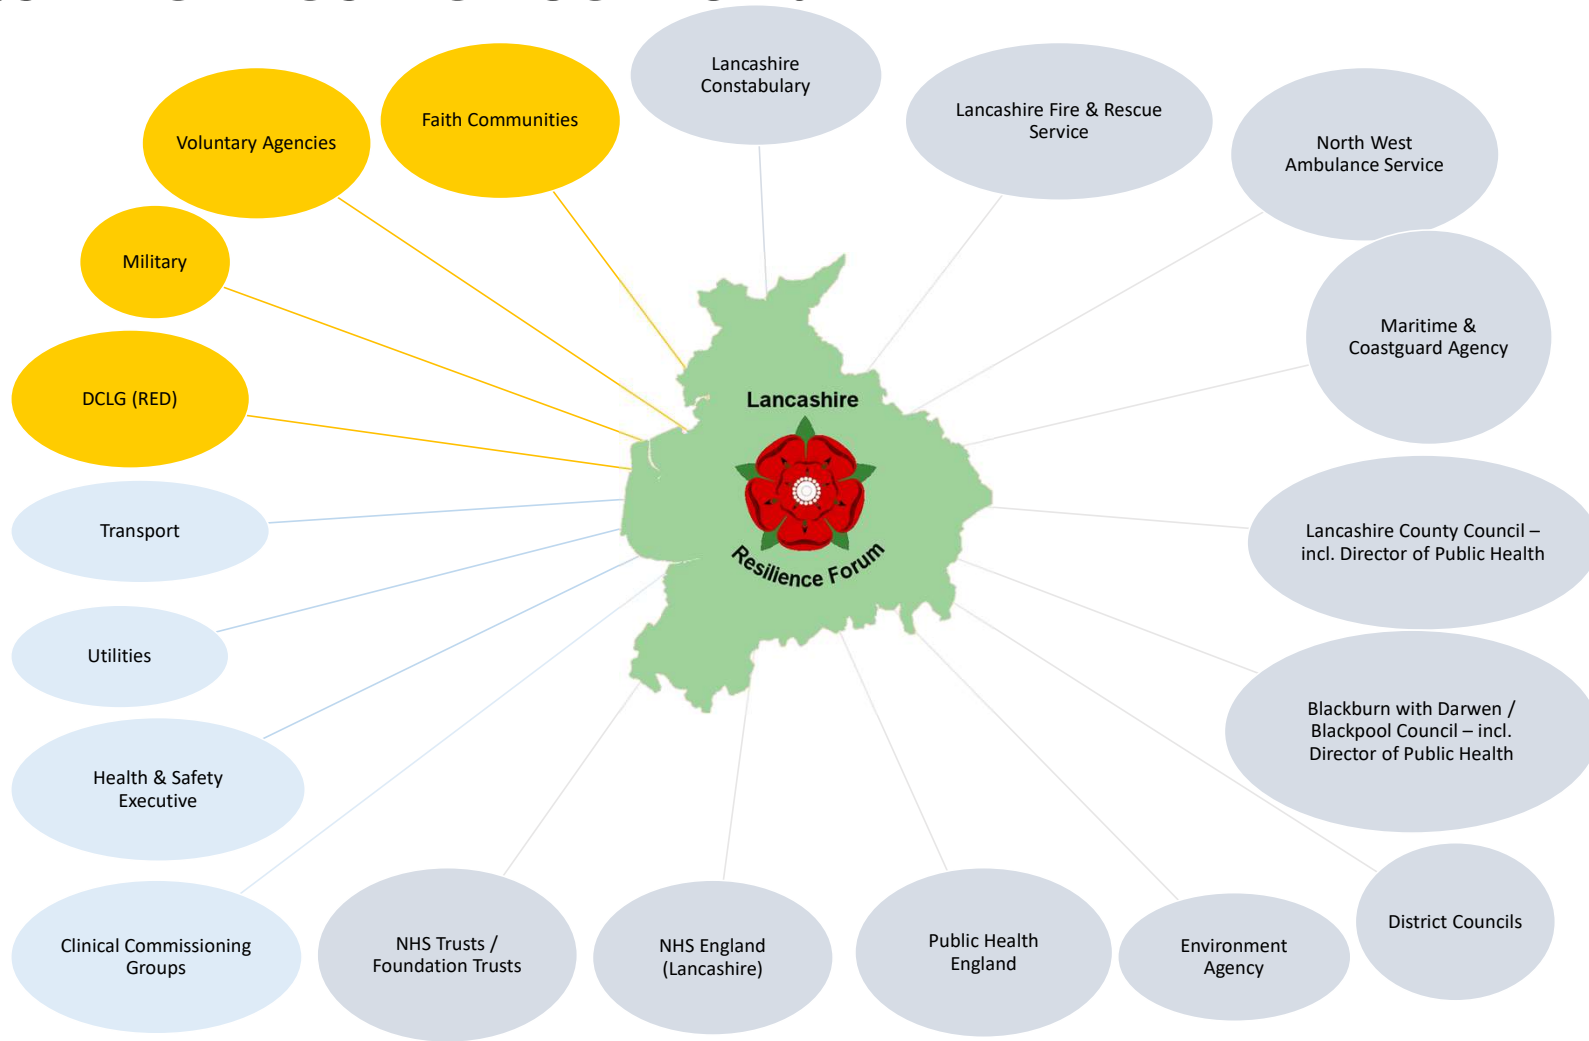 Lancashire
Constabulary
Faith Communities
Lancashire Fire & Rescue
Service
Voluntary Agencies
North West
Ambulance Service
Military
Maritime &
Coastguard Agency
DCLG (RED)
Lancashire
Resilience Forum
Transport
Lancashire County Council –
incl. Director of Public Health
Utilities
Blackburn with Darwen /
Blackpool Council – incl.
Director of Public Health
Health & Safety
Executive
District Councils
Clinical Commissioning
Groups
NHS Trusts /
Foundation Trusts
NHS England
(Lancashire)
Public Health
England
Environment
Agency